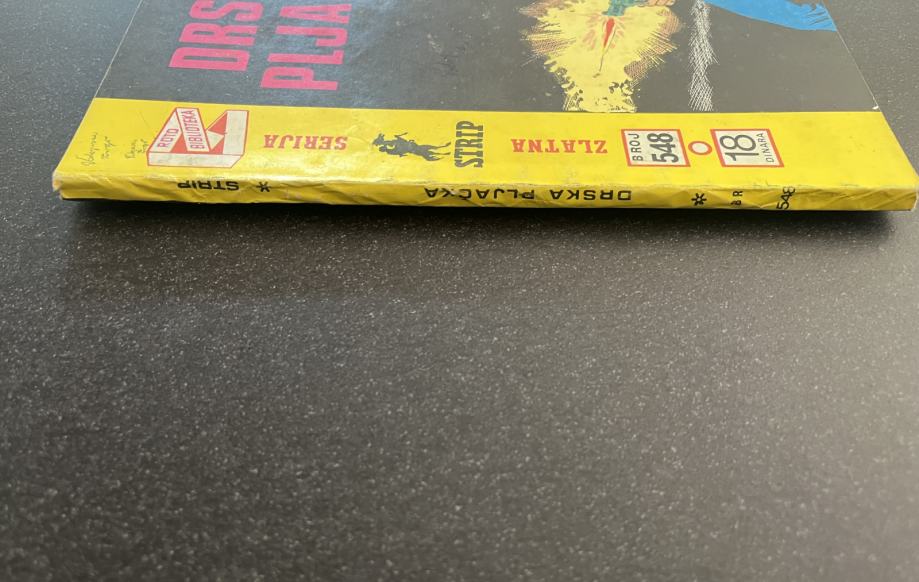 DRS
PLJA
ROTO
BIBLIOTEKA
SERIJA
STRIP
ZLATNA
BROJ
548
18
DINARA
STRIP * DRSKA PLJAČKA * BR 548